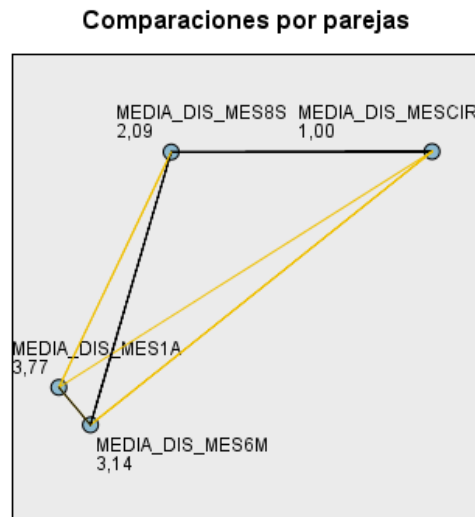 Comparaciones por parejas
MEDIA_DIS_MES8S
2,09
MEDIA_DIS_MESCIR
1,00
MEDIA_DIS_MES1A
3,77
MEDIA_DIS_MES6M
3,14